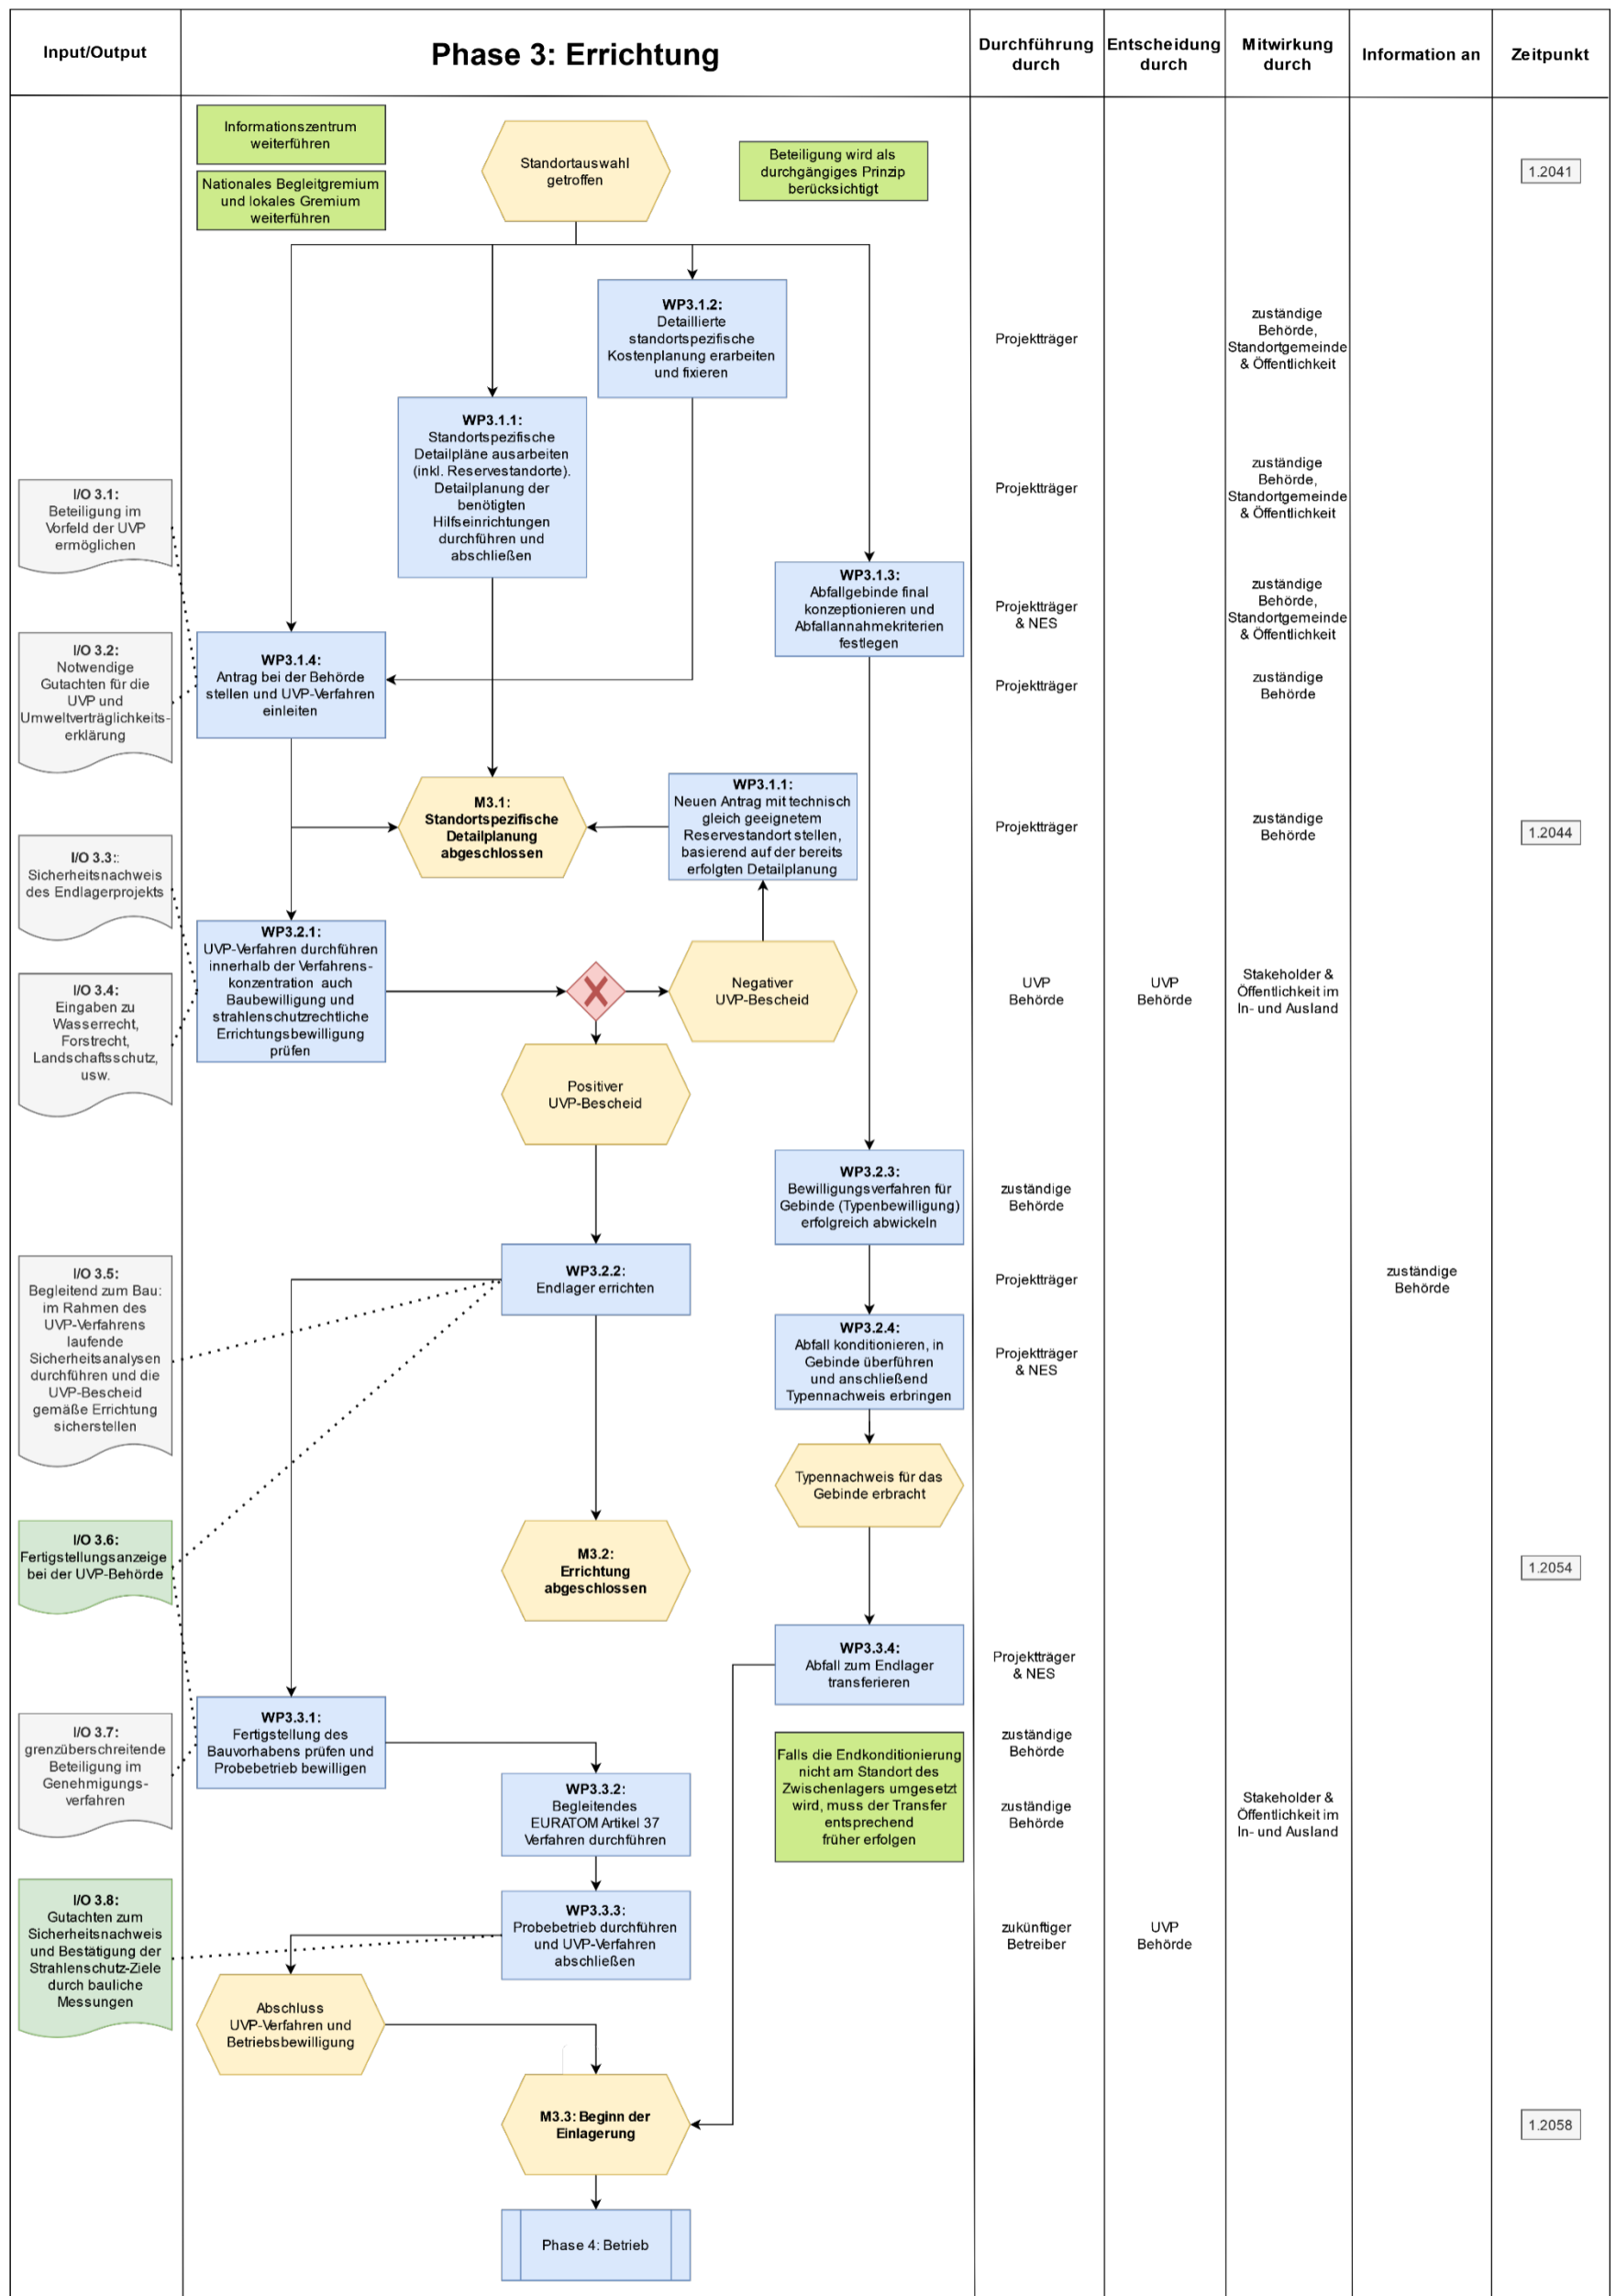 Input/Output
Phase 3: Errichtung
Durchführung
durch
Entscheidung
durch
Mitwirkung
durch
Information an
Zeitpunkt
Informationszentrum
weiterführen
Nationales Begleitgremium
und lokales Gremium
weiterführen
Standortauswahl
getroffen
Beteiligung wird als
durchgängiges Prinzip
berücksichtigt
1.2041
WP3.1.2:
Detaillierte
standortspezifische
Kostenplanung erarbeiten
und fixieren
Projektträger
zuständige
Behörde,
Standortgemeinde
& Öffentlichkeit
WP3.1.1:
Standortspezifische
Detailpläne ausarbeiten
(inkl. Reservestandorte).
Detailplanung der
benötigten
Hilfseinrichtungen
durchführen und
abschließen
Projektträger
zuständige
Behörde,
Standortgemeinde
& Öffentlichkeit
I/O 3.1:
Beteiligung im
Vorfeld der UVP
ermöglichen
WP3.1.3:
Abfallgebinde final
konzeptionieren und
Abfallannahmekriterien
festlegen
Projektträger
& NES
zuständige
Behörde,
Standortgemeinde
& Öffentlichkeit
I/O 3.2:
Notwendige
Gutachten für die
UVP und
Umweltverträglichkeits-
erklärung
WP3.1.4:
Antrag bei der Behörde
stellen und UVP-Verfahren
einleiten
Projektträger
zuständige
Behörde
M3.1:
Standortspezifische
Detailplanung
abgeschlossen
WP3.1.1:
Neuen Antrag mit technisch
gleich geeignetem
Reservestandort stellen,
basierend auf der bereits
erfolgten Detailplanung
Projektträger
zuständige
Behörde
1.2044
I/O 3.3::
Sicherheitsnachweis
des Endlagerprojekts
WP3.2.1:
UVP-Verfahren durchführen
innerhalb der Verfahrens-
konzentration auch
Baubewilligung und
strahlenschutzrechtliche
Errichtungsbewilligung
prüfen
Negativer
UVP-Bescheid
UVP
Behörde
UVP
Behörde
Stakeholder &
Öffentlichkeit im
In- und Ausland
I/O 3.4:
Eingaben zu
Wasserrecht,
Forstrecht,
Landschaftsschutz,
usw.
Positiver
UVP-Bescheid
WP3.2.3:
Bewilligungsverfahren für
Gebinde (Typenbewilligung)
erfolgreich abwickeln
zuständige
Behörde
WP3.2.2:
Endlager errichten
Projektträger
zuständige
Behörde
I/O 3.5:
Begleitend zum Bau:
im Rahmen des
UVP-Verfahrens
laufende
Sicherheitsanalysen
durchführen und die
UVP-Bescheid
gemäße Errichtung
sicherstellen
WP3.2.4:
Abfall konditionieren, in
Gebinde überführen
und anschließend
Typennachweis erbringen
Projektträger
& NES
Typennachweis für das
Gebinde erbracht
I/O 3.6:
Fertigstellungsanzeige
bei der UVP-Behörde
M3.2:
Errichtung
abgeschlossen
1.2054
WP3.3.4:
Abfall zum Endlager
transferieren
Projektträger
& NES
I/O 3.7:
grenzüberschreitende
Beteiligung im
Genehmigungs-
verfahren
WP3.3.1:
Fertigstellung des
Bauvorhabens prüfen und
Probebetrieb bewilligen
Falls die Endkonditionierung
nicht am Standort des
Zwischenlagers umgesetzt
wird, muss der Transfer
entsprechend
früher erfolgen
zuständige
Behörde
WP3.3.2:
Begleitendes
EURATOM Artikel 37
Verfahren durchführen
zuständige
Behörde
Stakeholder &
Öffentlichkeit im
In- und Ausland
I/O 3.8:
Gutachten zum
Sicherheitsnachweis
und Bestätigung der
Strahlenschutz-Ziele
durch bauliche
Messungen
WP3.3.3:
Probebetrieb durchführen
und UVP-Verfahren
abschließen
zukünftiger
Betreiber
UVP
Behörde
Abschluss
UVP-Verfahren und
Betriebsbewilligung
M3.3: Beginn der
Einlagerung
1.2058
Phase 4: Betrieb